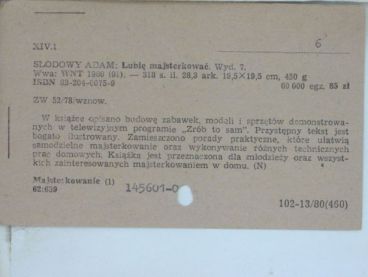 XIV.1
6
SŁODOWY ADAM: Lubię majsterkować. Wyd. 7.
Wwa: WNT 1980 — 318 s. il. 28,3 ark. 19,5×19,5 cm, 450 g
ISBN 83-204-0075-9 60 000 egz. 85 zł
ZW 52/78/wznow.
W książce opisano budowę zabawek, modeli i sprzętów demonstrowa-
nych w telewizyjnym programie „Zrób to sam”. Przystępny tekst jest
bogato ilustrowany. Zamieszczono porady praktyczne, które ułatwią
samodzielne majsterkowanie oraz wykonywanie różnych technicznych
prac domowych. Książka jest przeznaczona dla młodzieży oraz wszyst-
kich zainteresowanych majsterkowaniem w domu. (N)
Majsterkowanie (1)
62:689 145601-0
102-13/80(460)